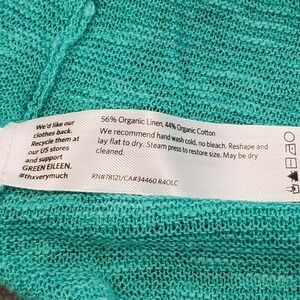 We'd like our
clothes back.
Recycle them at
our US stores
and support
GREEN EILEEN.
#thxverymuch
56% Organic Linen, 44% Organic Cotton
We recommend hand wash cold, no bleach. Reshape and
lay flat to dry. Steam press to restore size. May be dry
cleaned.
RN#78121/CA#34460 R4OLC